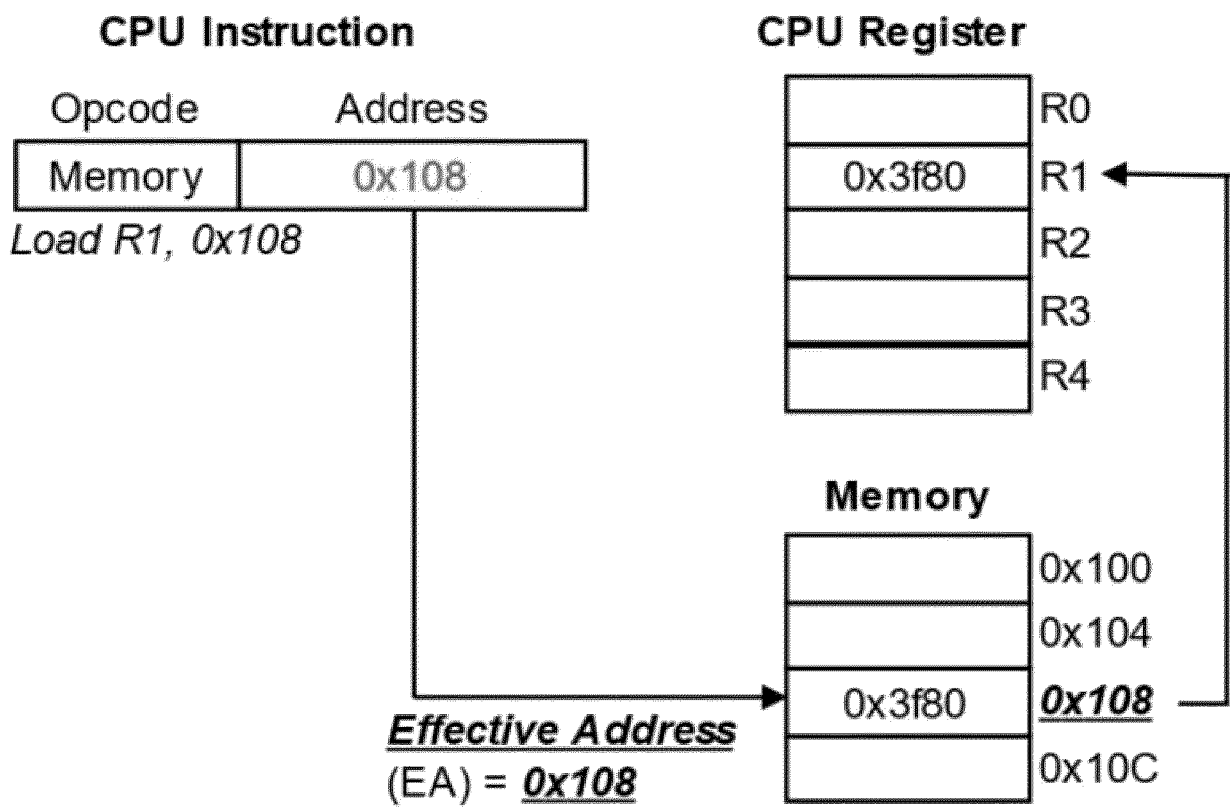 CPU Instruction
Opcode Address
Memory 0x108
Load R1, 0x108
CPU Register
R0
0x3f80 R1
R2
R3
R4
Memory
0x100
0x104
0x3f80 0x108
0x10C
Effective Address
(EA) = 0x108